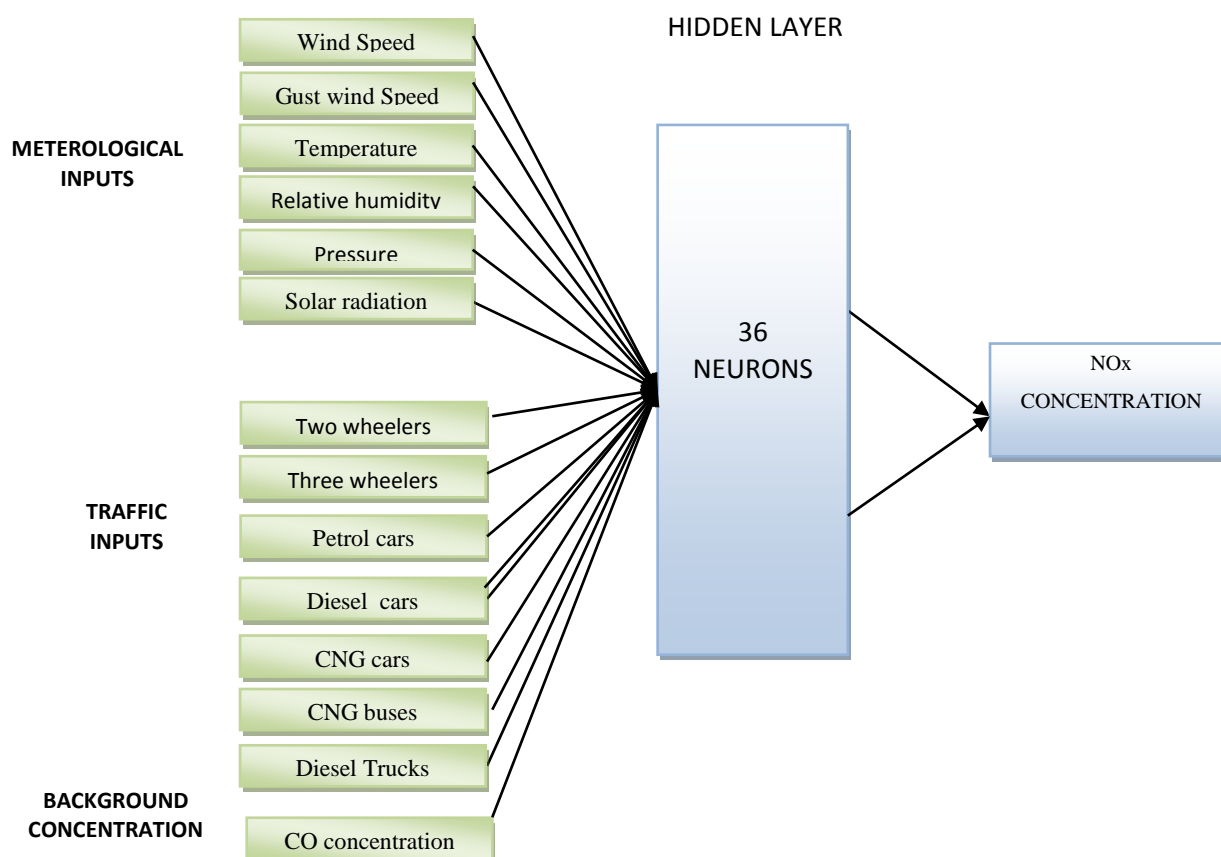 HIDDEN LAYER
METEROLOGICAL
INPUTS
Wind Speed
Gust wind Speed
Temperature
Relative humidity
Pressure
Solar radiation
TRAFFIC
INPUTS
Two wheelers
Three wheelers
Petrol cars
Diesel cars
CNG cars
CNG buses
Diesel Trucks
BACKGROUND
CONCENTRATION
CO concentration
36
NEURONS
NOx
CONCENTRATION